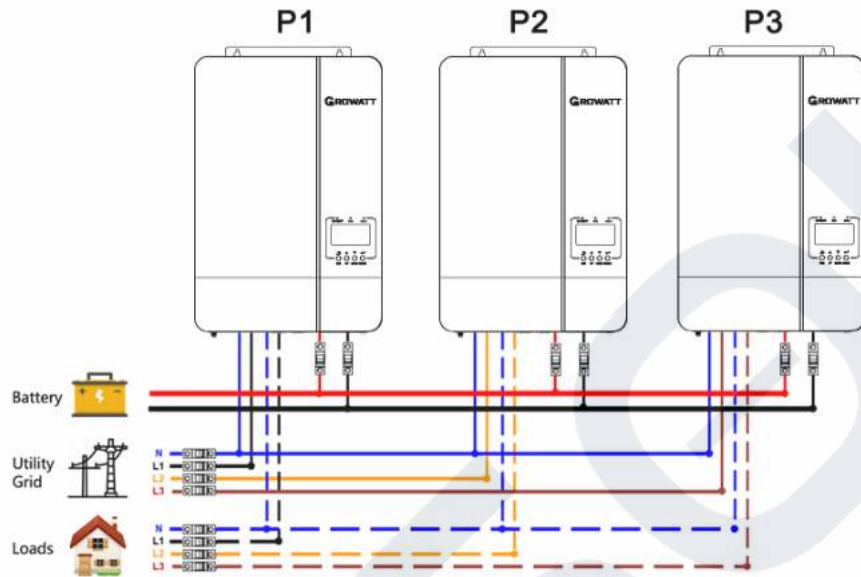 P1 P2 P3
GROWATT GROWATT GROWATT
Battery
+ -
Utility
Grid
N
L1
L2
L3
Loads
N
L1
L2
L3